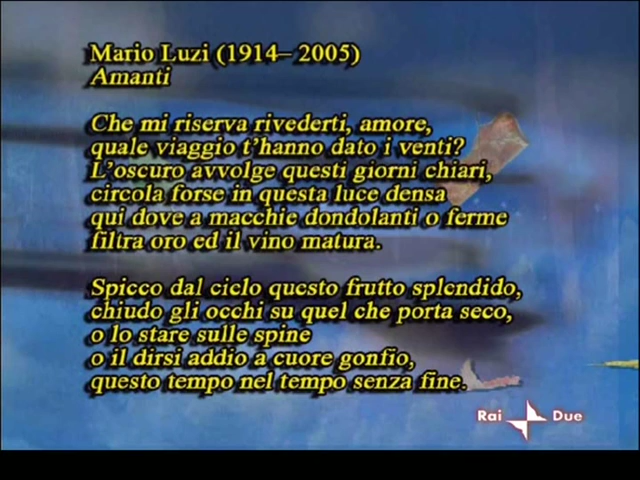 Mario Luzi (1914– 2005)
Amanti
Che mi riserva rivederti, amore,
quale viaggio t'hanno dato i venti?
L'oscuro avvolge questi giorni chiari,
circola forse in questa luce densa
qui dove a macchie dondolanti o ferme
filtra oro ed il vino matura.
Spicco dal cielo questo frutto splendido,
chiudo gli occhi su quel che porta seco,
o lo stare sulle spine
o il dirsi addio a cuore gonfio,
questo tempo nel tempo senza fine.
Rai Due